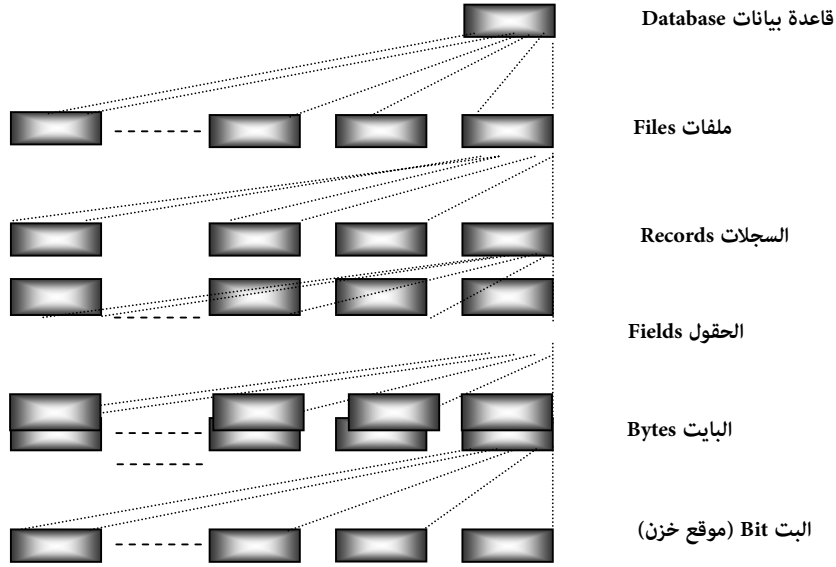 قاعدة بيانات Database
ملفات Files
السجلات Records
الحقول Fields
البايت Bytes
البت Bit (موقع خزن)